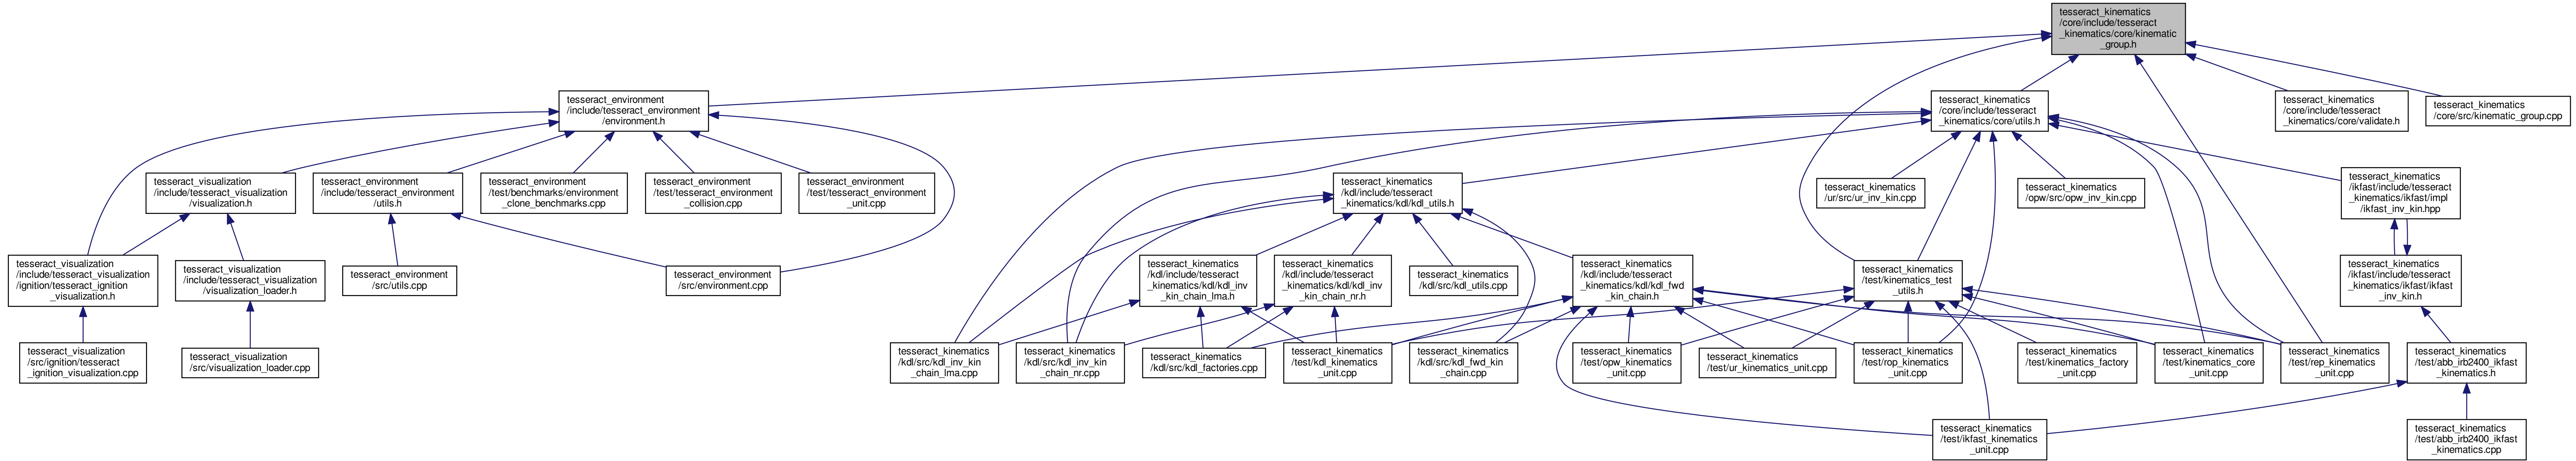 tesseract_kinematics
/core/include/tesseract
_kinematics/core/kinematic
_group.h
tesseract_environment
/include/tesseract_environment
/environment.h
tesseract_kinematics
/core/include/tesseract
_kinematics/core/utils.h
tesseract_kinematics
/core/include/tesseract
_kinematics/core/validate.h
tesseract_kinematics
/core/src/kinematic_group.cpp
tesseract_visualization
/include/tesseract_visualization
/visualization.h
tesseract_environment
/include/tesseract_environment
/utils.h
tesseract_environment
/test/benchmarks/environment
_clone_benchmarks.cpp
tesseract_environment
/test/tesseract_environment
_collision.cpp
tesseract_environment
/test/tesseract_environment
_unit.cpp
tesseract_kinematics
/kdl/include/tesseract
_kinematics/kdl/kdl_utils.h
tesseract_kinematics
/ur/src/ur_inv_kin.cpp
tesseract_kinematics
/opw/src/opw_inv_kin.cpp
tesseract_kinematics
/ikfast/include/tesseract
_kinematics/ikfast/impl
/ikfast_inv_kin.hpp
tesseract_visualization
/include/tesseract_visualization
/ignition/tesseract_ignition
_visualization.h
tesseract_visualization
/include/tesseract_visualization
/visualization_loader.h
tesseract_environment
/src/utils.cpp
tesseract_environment
/src/environment.cpp
tesseract_kinematics
/kdl/include/tesseract
_kinematics/kdl/kdl_inv
_kin_chain_lma.h
tesseract_kinematics
/kdl/include/tesseract
_kinematics/kdl/kdl_inv
_kin_chain_nr.h
tesseract_kinematics
/kdl/src/kdl_utils.cpp
tesseract_kinematics
/kdl/include/tesseract
_kinematics/kdl/kdl_fwd
_kin_chain.h
tesseract_kinematics
/test/kinematics_test
_utils.h
tesseract_kinematics
/ikfast/include/tesseract
_kinematics/ikfast/ikfast
_inv_kin.h
tesseract_visualization
/src/ignition/tesseract
_ignition_visualization.cpp
tesseract_visualization
/src/visualization_loader.cpp
tesseract_kinematics
/kdl/src/kdl_inv_kin
_chain_lma.cpp
tesseract_kinematics
/kdl/src/kdl_inv_kin
_chain_nr.cpp
tesseract_kinematics
/kdl/src/kdl_factories.cpp
tesseract_kinematics
/test/kdl_kinematics
_unit.cpp
tesseract_kinematics
/kdl/src/kdl_fwd_kin
_chain.cpp
tesseract_kinematics
/test/opw_kinematics
_unit.cpp
tesseract_kinematics
/test/ur_kinematics_unit.cpp
tesseract_kinematics
/test/rop_kinematics
_unit.cpp
tesseract_kinematics
/test/kinematics_factory
_unit.cpp
tesseract_kinematics
/test/kinematics_core
_unit.cpp
tesseract_kinematics
/test/rep_kinematics
_unit.cpp
tesseract_kinematics
/test/abb_irb2400_ikfast
_kinematics.h
tesseract_kinematics
/test/ikfast_kinematics
_unit.cpp
tesseract_kinematics
/test/abb_irb2400_ikfast
_kinematics.cpp